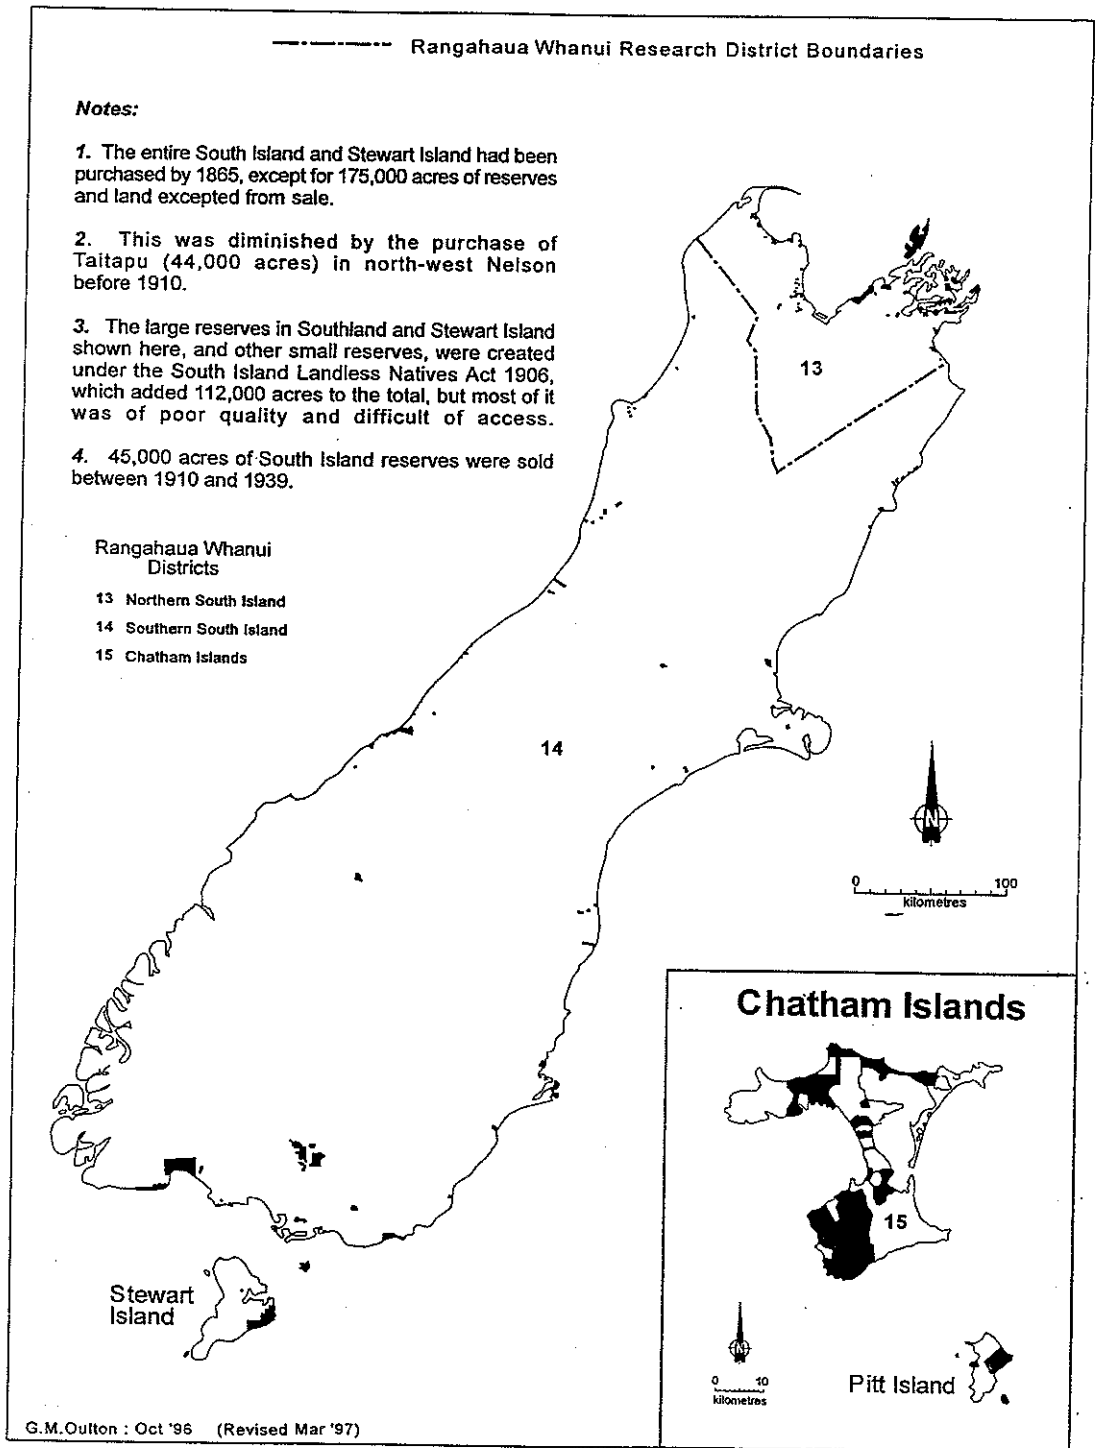 Rangahaua Whanui Research District Boundaries
Notes:
1. The entire South Island and Stewart Island had been
purchased by 1865, except for 175,000 acres of reserves
and land excepted from sale.
2. This was diminished by the purchase of
Taitapu (44,000 acres) in north-west Nelson
before 1910.
3. The large reserves in Southland and Stewart Island
shown here, and other small reserves, were created
under the South Island Landless Natives Act 1906,
which added 112,000 acres to the total, but most of it
was of poor quality and difficult of access.
4. 45,000 acres of South Island reserves were sold
between 1910 and 1939.
Rangahaua Whanui
Districts
13 Northern South Island
14 Southern South Island
15 Chatham Islands
13
14
N
0 100
kilometres
Stewart
Island
Chatham Islands
15
N
0 10
kilometres
Pitt Island
G.M.Oulton : Oct '96 (Revised Mar '97)